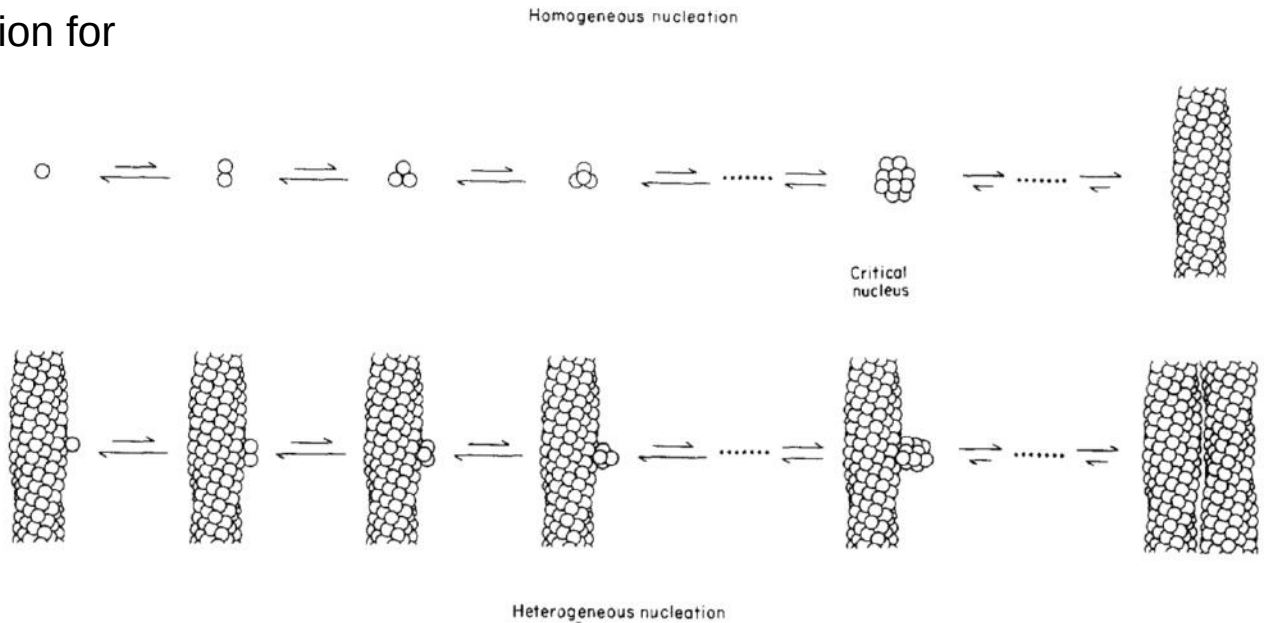 Homogeneous nucleation
ion for
Critical
nucleus
Heterogeneous nucleation